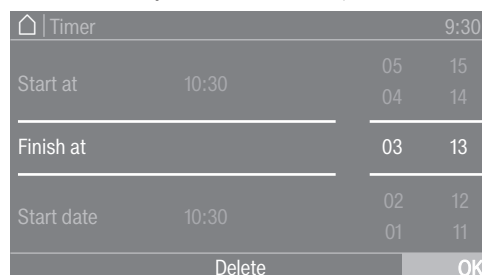 Timer 9:30
05 15
Start at 10:30
04 14
Finish at 03 13
02 12
Start date 10:30
01 11
Delete OK